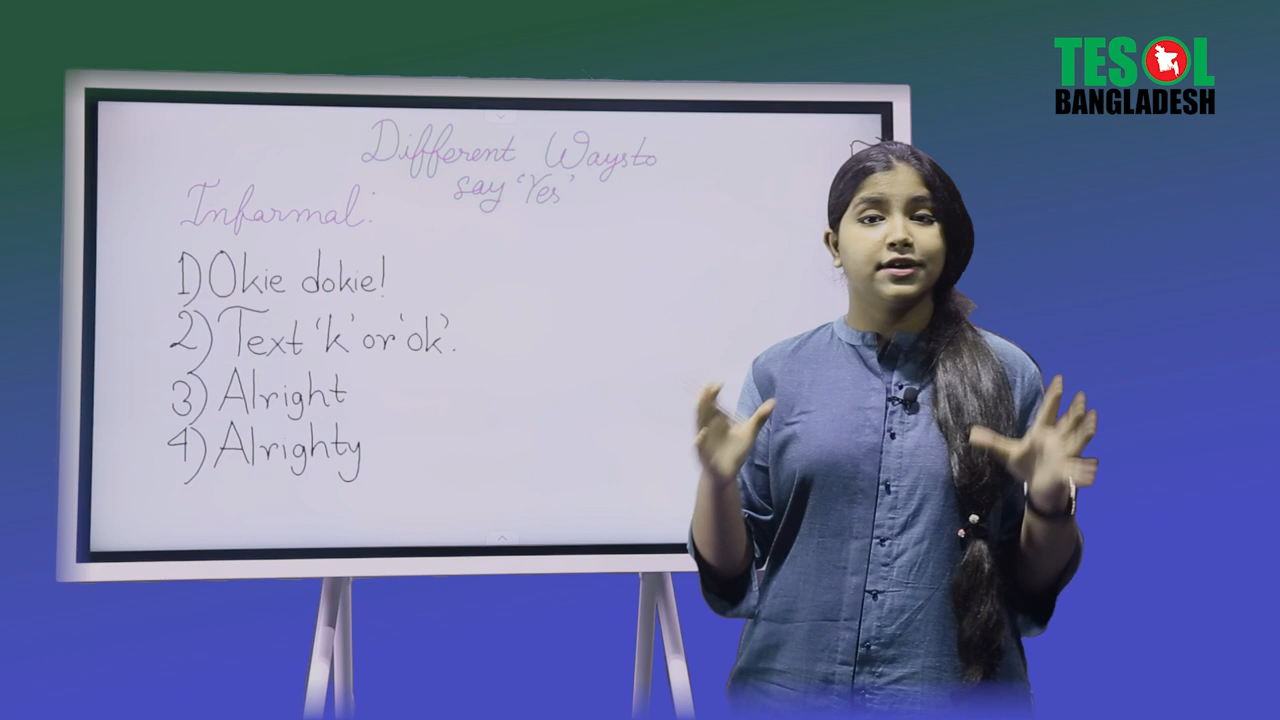 Different Ways to
say 'Yes'
Infarmal:
1) Okie dokie!
2) Text 'k' or 'ok'.
3) Alright
4) Alrighty
TESOL
BANGLADESH